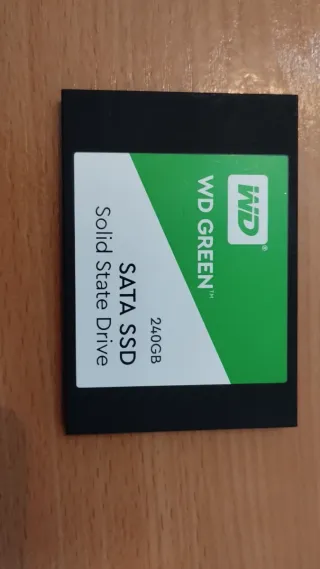 WD®
WD GREEN™
240GB
SATA SSD
Solid State Drive